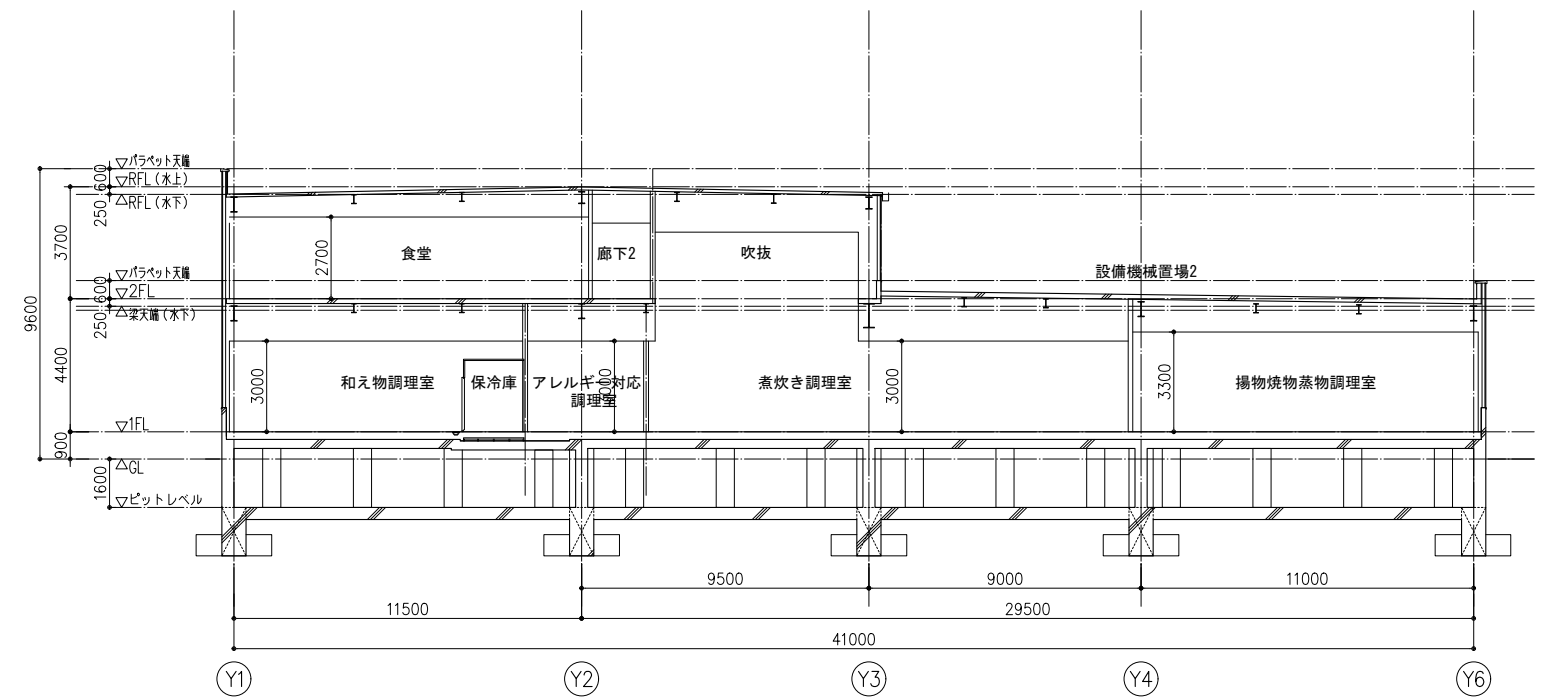 パラペット天端
RFL(水上)
RFL(水下)
600
250
3700
9600
食堂
2700
廊下2
吹抜
設備機械置場2
パラペット天端
2FL
梁天端(水下)
600
250
4400
和え物調理室
3000
保冷庫
アレルギー対応
調理室
煮炊き調理室
3000
揚物焼物蒸物調理室
3300
1FL
900
GL
1600
ピットレベル
9500
9000
11000
11500
29500
41000
Y1
Y2
Y3
Y4
Y6